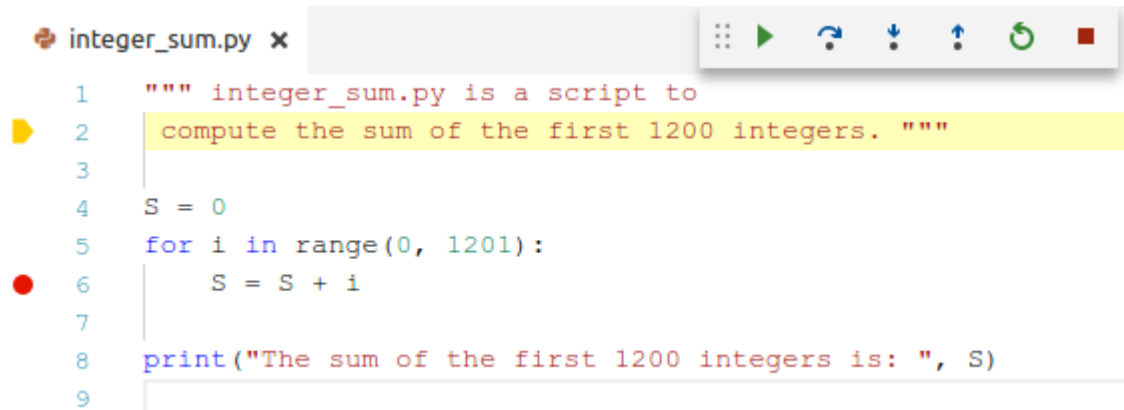 integer_sum.py ×
1 """ integer_sum.py is a script to
2 compute the sum of the first 1200 integers. """
3
4 S = 0
5 for i in range(0, 1201):
6 S = S + i
7
8 print("The sum of the first 1200 integers is: ", S)
9